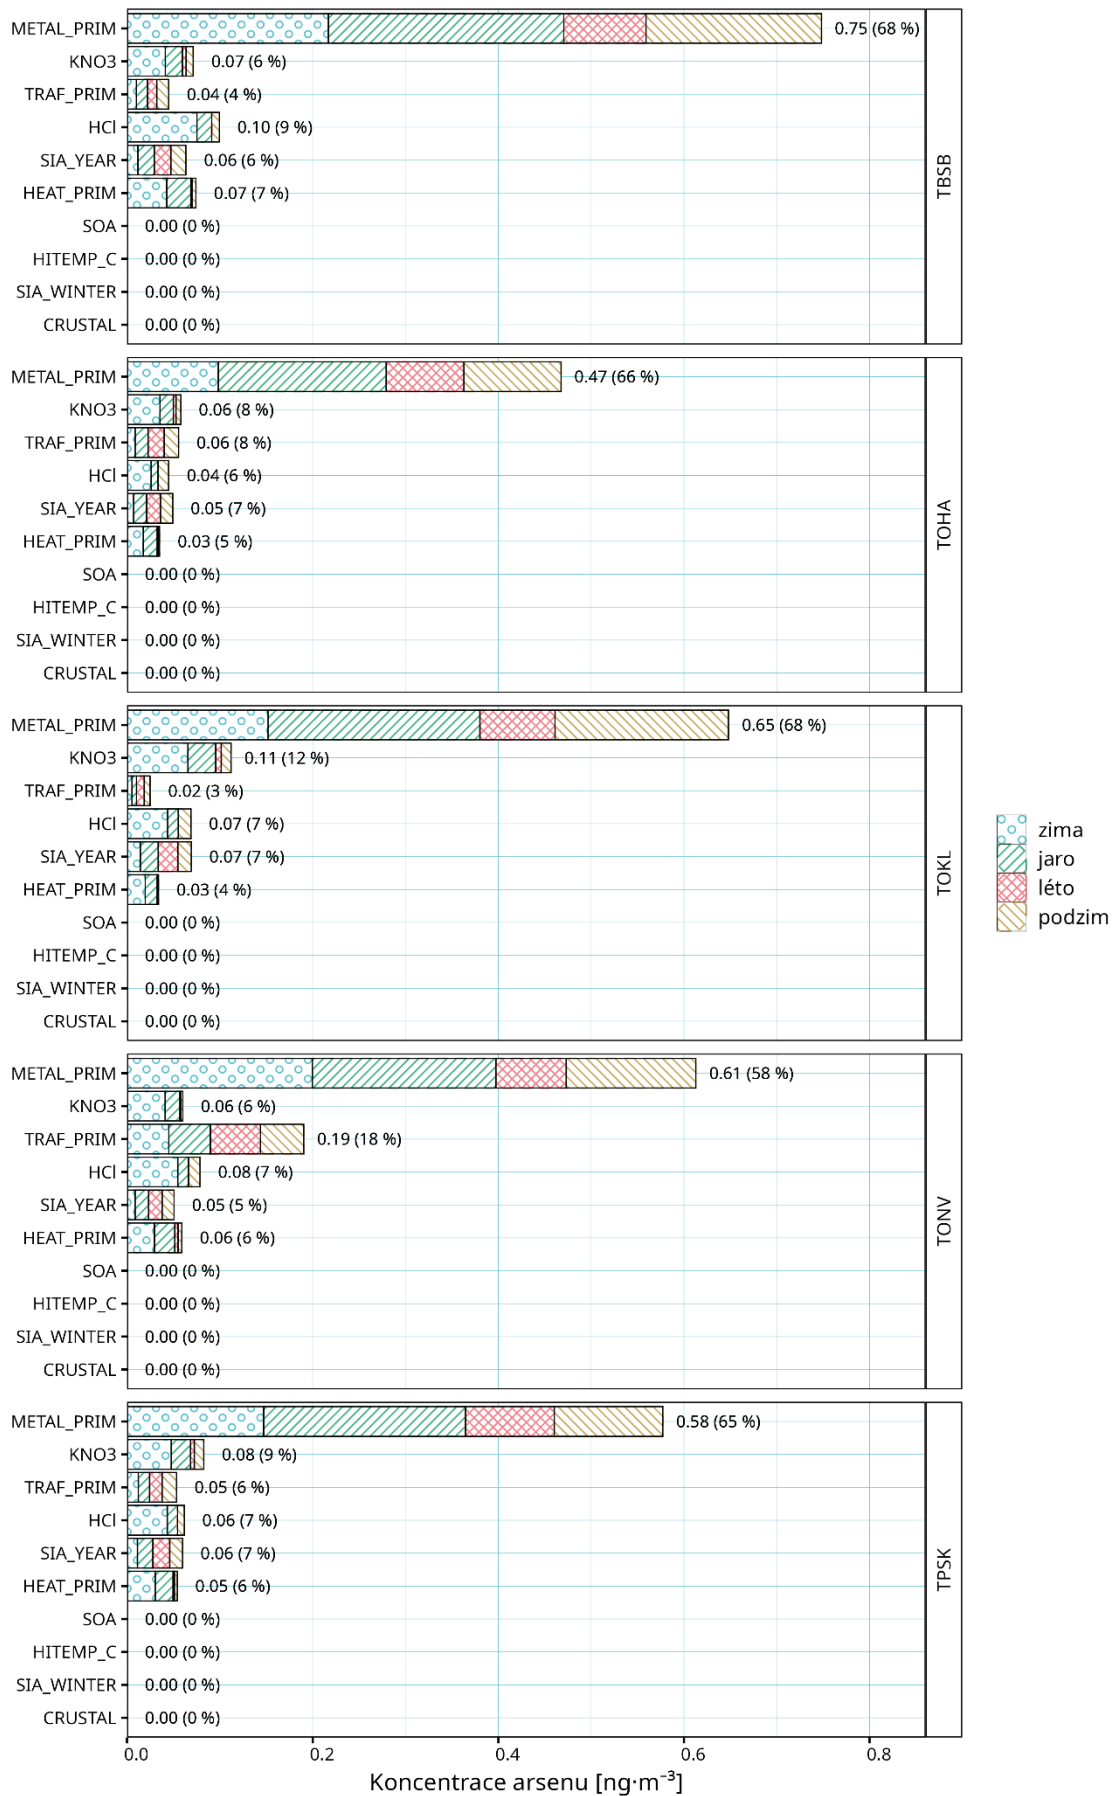 METAL_PRIM 0.75 (68 %)
KNO3 0.07 (6 %)
TRAF_PRIM 0.04 (4 %)
HCl 0.10 (9 %)
SIA_YEAR 0.06 (6 %)
HEAT_PRIM 0.07 (7 %)
SOA 0.00 (0 %)
HITEMP_C 0.00 (0 %)
SIA_WINTER 0.00 (0 %)
CRUSTAL 0.00 (0 %)
TBSB
METAL_PRIM 0.47 (66 %)
KNO3 0.06 (8 %)
TRAF_PRIM 0.06 (8 %)
HCl 0.04 (6 %)
SIA_YEAR 0.05 (7 %)
HEAT_PRIM 0.03 (5 %)
SOA 0.00 (0 %)
HITEMP_C 0.00 (0 %)
SIA_WINTER 0.00 (0 %)
CRUSTAL 0.00 (0 %)
TOHA
METAL_PRIM 0.65 (68 %)
KNO3 0.11 (12 %)
TRAF_PRIM 0.02 (3 %)
HCl 0.07 (7 %)
SIA_YEAR 0.07 (7 %)
HEAT_PRIM 0.03 (4 %)
SOA 0.00 (0 %)
HITEMP_C 0.00 (0 %)
SIA_WINTER 0.00 (0 %)
CRUSTAL 0.00 (0 %)
TOKL
METAL_PRIM 0.61 (58 %)
KNO3 0.06 (6 %)
TRAF_PRIM 0.19 (18 %)
HCl 0.08 (7 %)
SIA_YEAR 0.05 (5 %)
HEAT_PRIM 0.06 (6 %)
SOA 0.00 (0 %)
HITEMP_C 0.00 (0 %)
SIA_WINTER 0.00 (0 %)
CRUSTAL 0.00 (0 %)
TONV
METAL_PRIM 0.58 (65 %)
KNO3 0.08 (9 %)
TRAF_PRIM 0.05 (6 %)
HCl 0.06 (7 %)
SIA_YEAR 0.06 (7 %)
HEAT_PRIM 0.05 (6 %)
SOA 0.00 (0 %)
HITEMP_C 0.00 (0 %)
SIA_WINTER 0.00 (0 %)
CRUSTAL 0.00 (0 %)
TPSK
0.0 0.2 0.4 0.6 0.8
Koncentrace arsenu [ng·m⁻³]
zima
jaro
léto
podzim